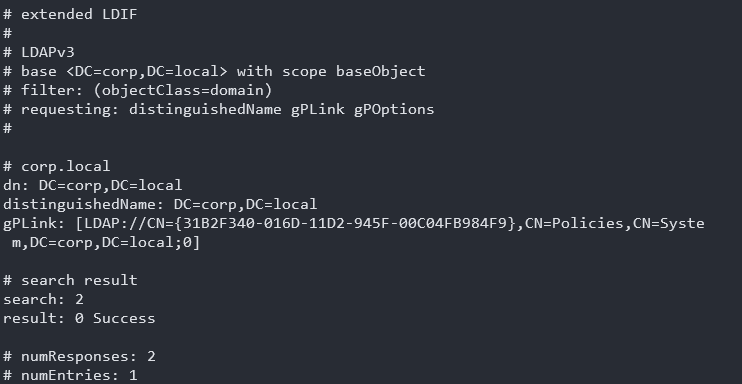 # extended LDIF
#
# LDAPv3
# base <DC=corp,DC=local> with scope baseObject
# filter: (objectClass=domain)
# requesting: distinguishedName gPLink gPOptions
#
# corp.local
dn: DC=corp,DC=local
distinguishedName: DC=corp,DC=local
gPLink: [LDAP://CN={31B2F340-016D-11D2-945F-00C04FB984F9},CN=Policies,CN=Syste
m,DC=corp,DC=local;0]
# search result
search: 2
result: 0 Success
# numResponses: 2
# numEntries: 1